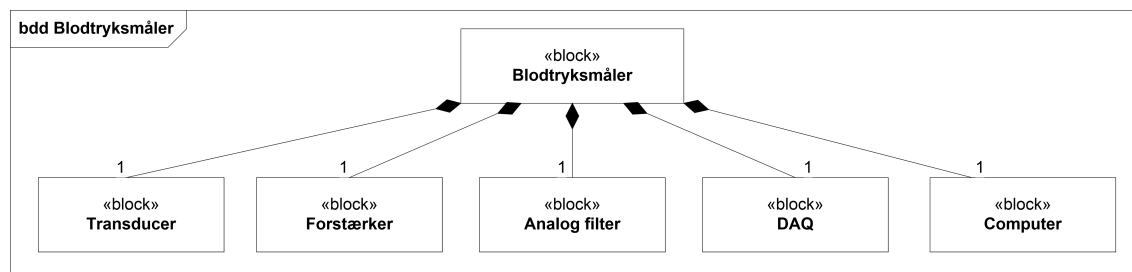 bdd Blodtryksmåler
«block»
Blodtryksmåler
1 1 1 1 1
«block» «block» «block» «block» «block»
Transducer Forstærker Analog filter DAQ Computer